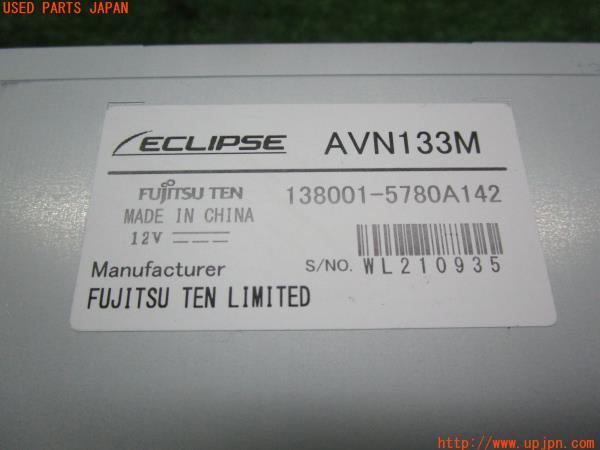 USED PARTS JAPAN
ECLIPSE AVN133M
FUJITSU TEN 138001-5780A142
MADE IN CHINA
12V
S/NO. WL210935
Manufacturer
FUJITSU TEN LIMITED
http://www.upjpn.com/